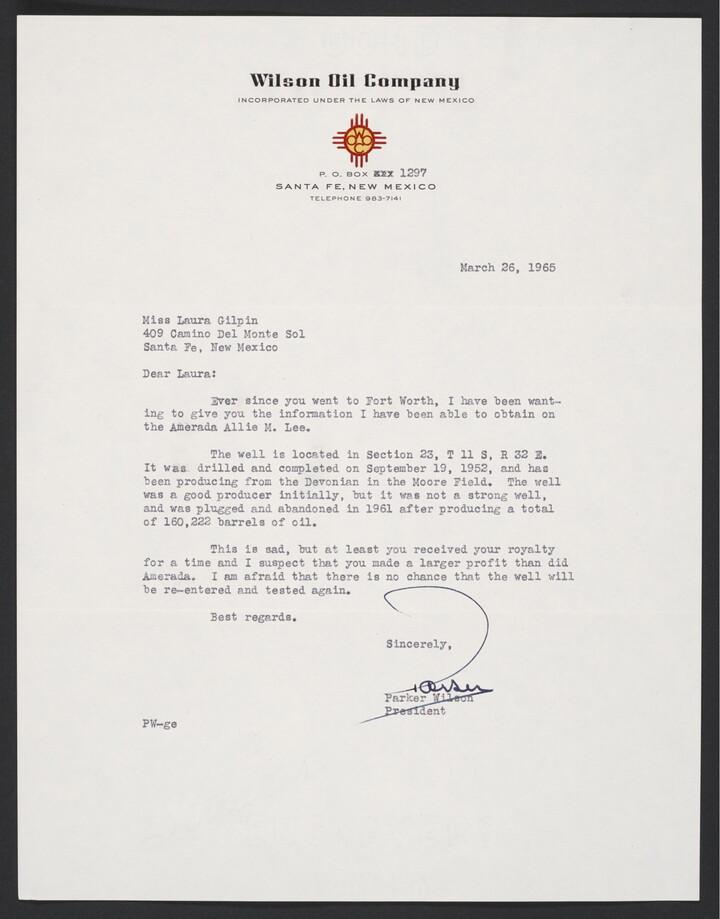 Wilson Oil Company
INCORPORATED UNDER THE LAWS OF NEW MEXICO
WOC
P. O. BOX 1297
SANTA FE, NEW MEXICO
TELEPHONE 983-7141
March 26, 1965
Miss Laura Gilpin
409 Camino Del Monte Sol
Santa Fe, New Mexico
Dear Laura:
Ever since you went to Fort Worth, I have been want-
ing to give you the information I have been able to obtain on
the Amerada Allie M. Lee.
The well is located in Section 23, T 11 S, R 32 E.
It was drilled and completed on September 19, 1952, and has
been producing from the Devonian in the Moore Field. The well
was a good producer initially, but it was not a strong well,
and was plugged and abandoned in 1961 after producing a total
of 160,222 barrels of oil.
This is sad, but at least you received your royalty
for a time and I suspect that you made a larger profit than did
Amerada. I am afraid that there is no chance that the well will
be re-entered and tested again.
Best regards.
Sincerely,
Parker
Parker Wilson
President
PW-ge